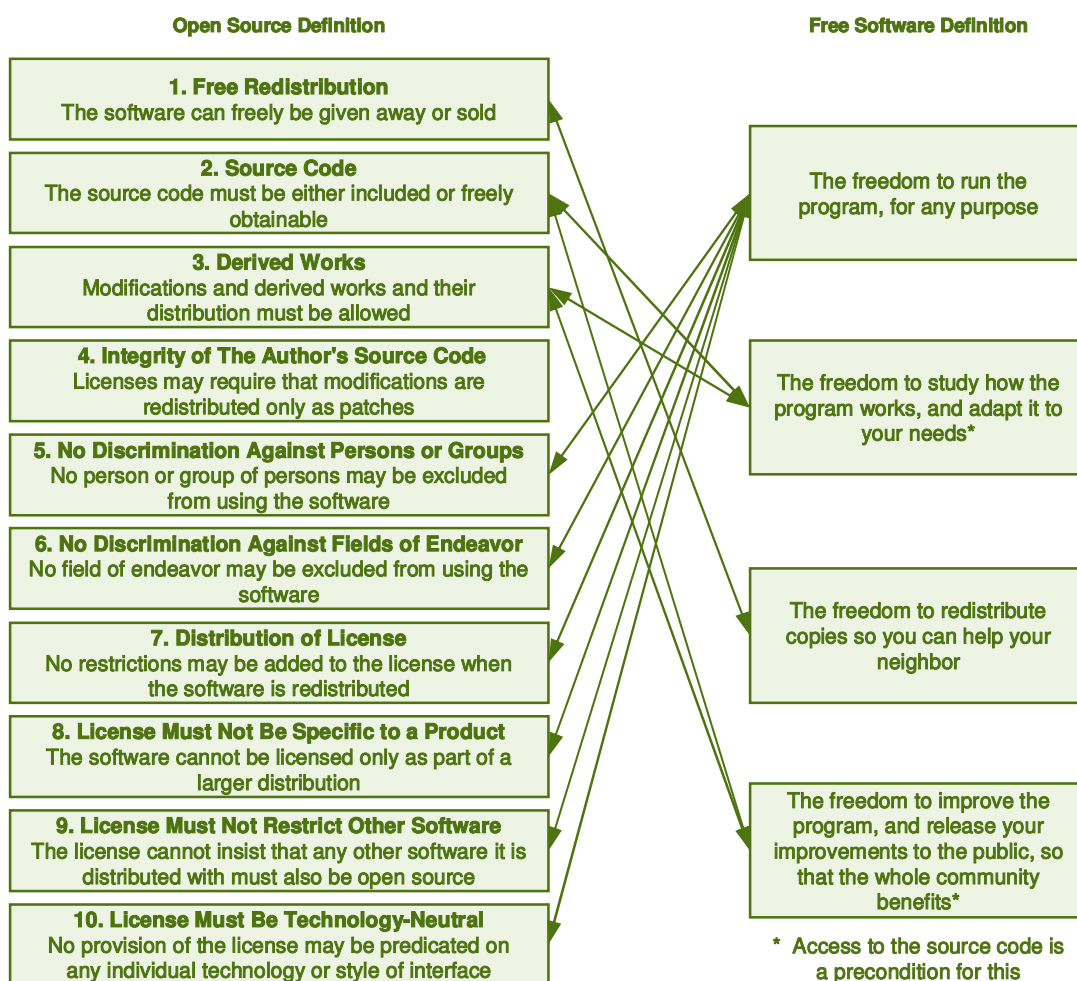 Open Source Definition
1. Free Redistribution
The software can freely be given away or sold
2. Source Code
The source code must be either included or freely
obtainable
3. Derived Works
Modifications and derived works and their
distribution must be allowed
4. Integrity of The Author's Source Code
Licenses may require that modifications are
redistributed only as patches
5. No Discrimination Against Persons or Groups
No person or group of persons may be excluded
from using the software
6. No Discrimination Against Fields of Endeavor
No field of endeavor may be excluded from using the
software
7. Distribution of License
No restrictions may be added to the license when
the software is redistributed
8. License Must Not Be Specific to a Product
The software cannot be licensed only as part of a
larger distribution
9. License Must Not Restrict Other Software
The license cannot insist that any other software it is
distributed with must also be open source
10. License Must Be Technology-Neutral
No provision of the license may be predicated on
any individual technology or style of interface
Free Software Definition
The freedom to run the
program, for any purpose
The freedom to study how the
program works, and adapt it to
your needs*
The freedom to redistribute
copies so you can help your
neighbor
The freedom to improve the
program, and release your
improvements to the public, so
that the whole community
benefits*
* Access to the source code is
a precondition for this